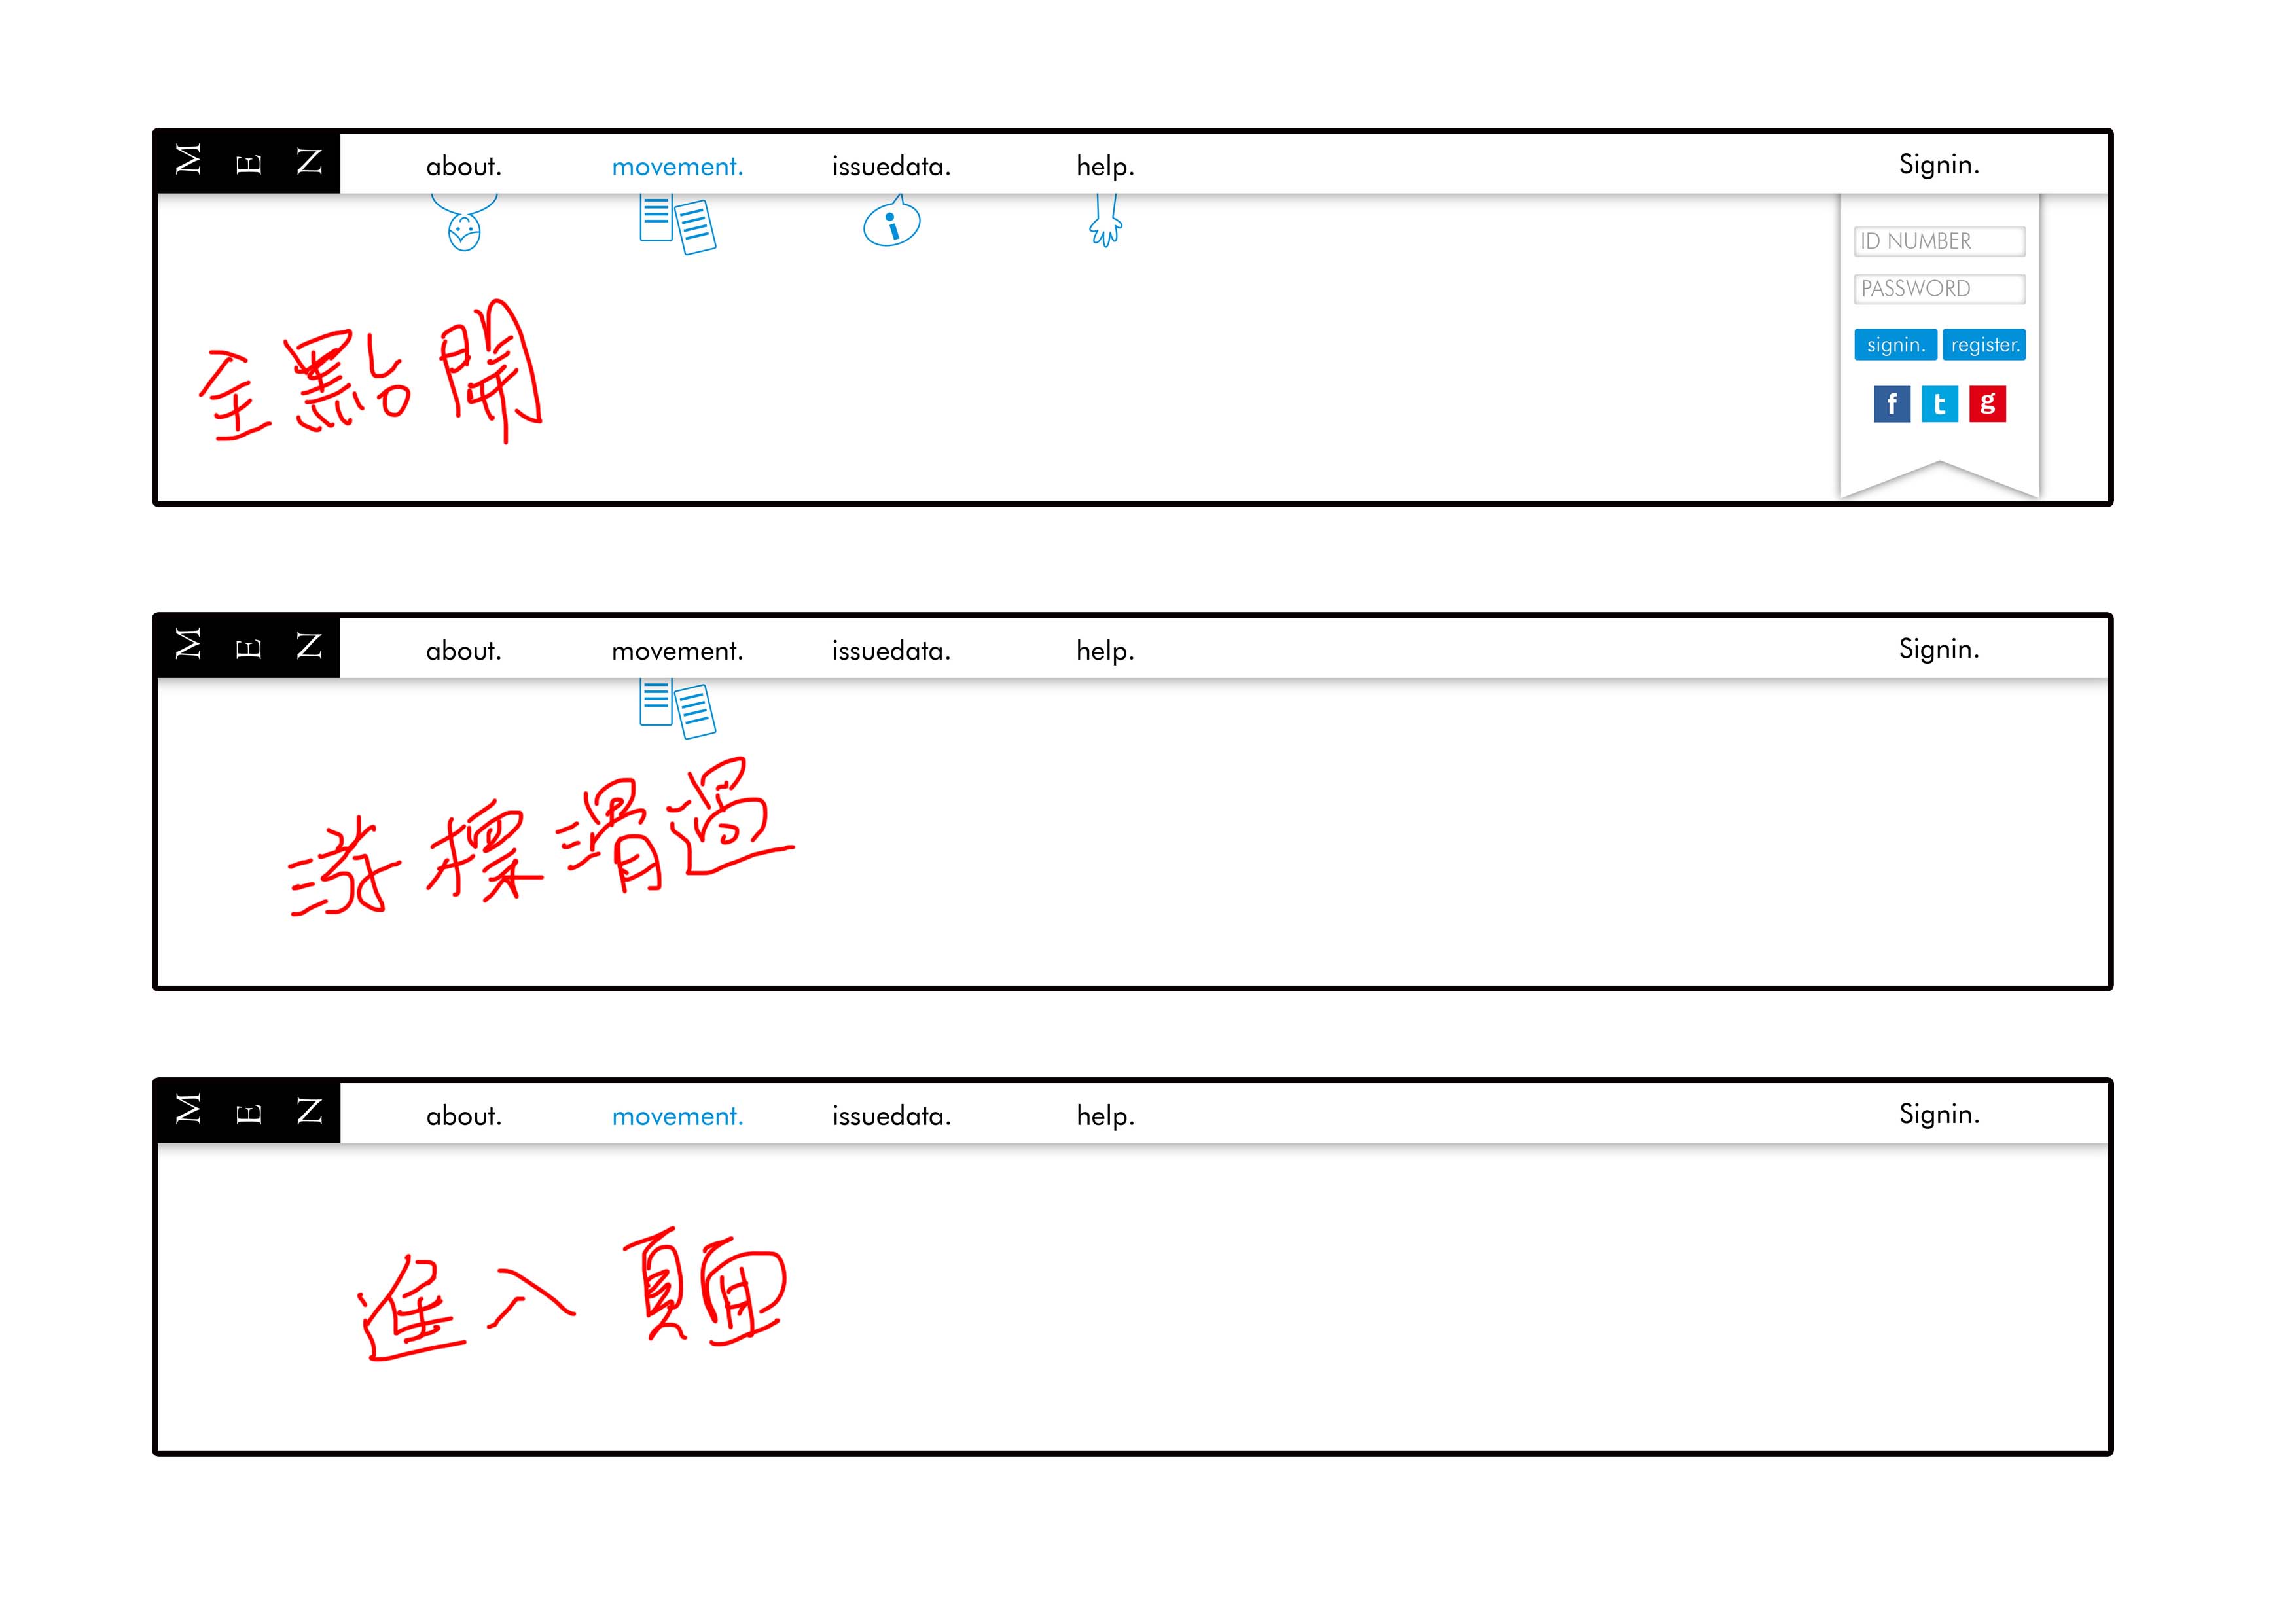 M E N about. movement. issuedata. help. Signin.
ID NUMBER
PASSWORD
signin. register.
f t g
全點開
M E N about. movement. issuedata. help. Signin.
游標滑過
M E N about. movement. issuedata. help. Signin.
進入頁面